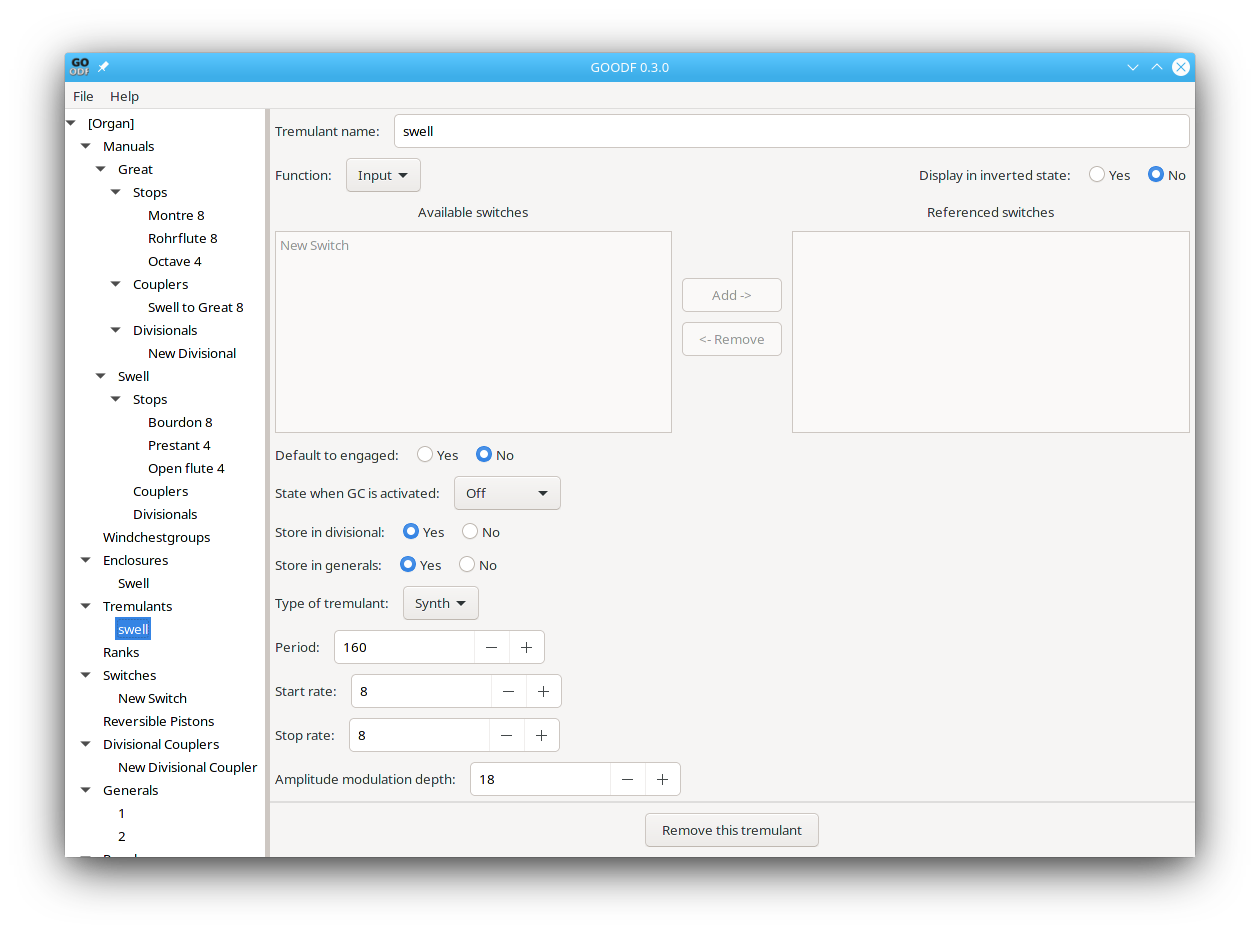 GO
ODF
GOODF 0.3.0
File Help
[Organ]
Manuals
Great
Stops
Montre 8
Rohrflute 8
Octave 4
Couplers
Swell to Great 8
Divisionals
New Divisional
Swell
Stops
Bourdon 8
Prestant 4
Open flute 4
Couplers
Divisionals
Windchestgroups
Enclosures
Swell
Tremulants
swell
Ranks
Switches
New Switch
Reversible Pistons
Divisional Couplers
New Divisional Coupler
Generals
1
2
Tremulant name: swell
Function: Input Display in inverted state: Yes No
Available switches Referenced switches
New Switch
Add ->
<- Remove
Default to engaged: Yes No
State when GC is activated: Off
Store in divisional: Yes No
Store in generals: Yes No
Type of tremulant: Synth
Period: 160
Start rate: 8
Stop rate: 8
Amplitude modulation depth: 18
Remove this tremulant